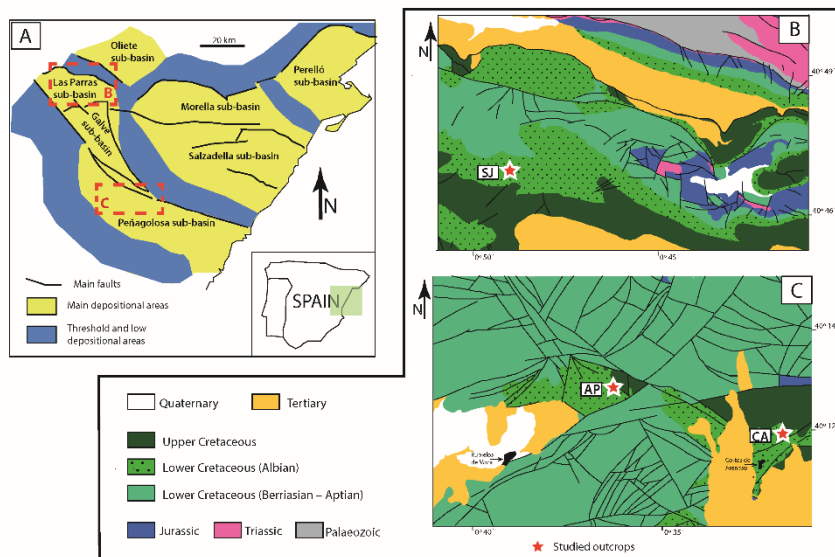 A
Oliete
sub-basin
20 km
Las Parras
sub-basin
B
Perelló
sub-basin
Morella sub-basin
Galve
sub-basin
Salzadella sub-basin
C
Peñagolosa sub-basin
N
Main faults
Main depositional areas
Threshold and low
depositional areas
SPAIN
B
N
40° 49'
SJ
40° 46'
0° 50'
0° 45'
C
N
40° 14'
AP
CA
40° 12'
Rubielos
de Mora
Cortes de
Arenoso
0° 40'
0° 35'
Studied outcrops
Quaternary
Tertiary
Upper Cretaceous
Lower Cretaceous (Albian)
Lower Cretaceous (Berriasian – Aptian)
Jurassic
Triassic
Palaeozoic